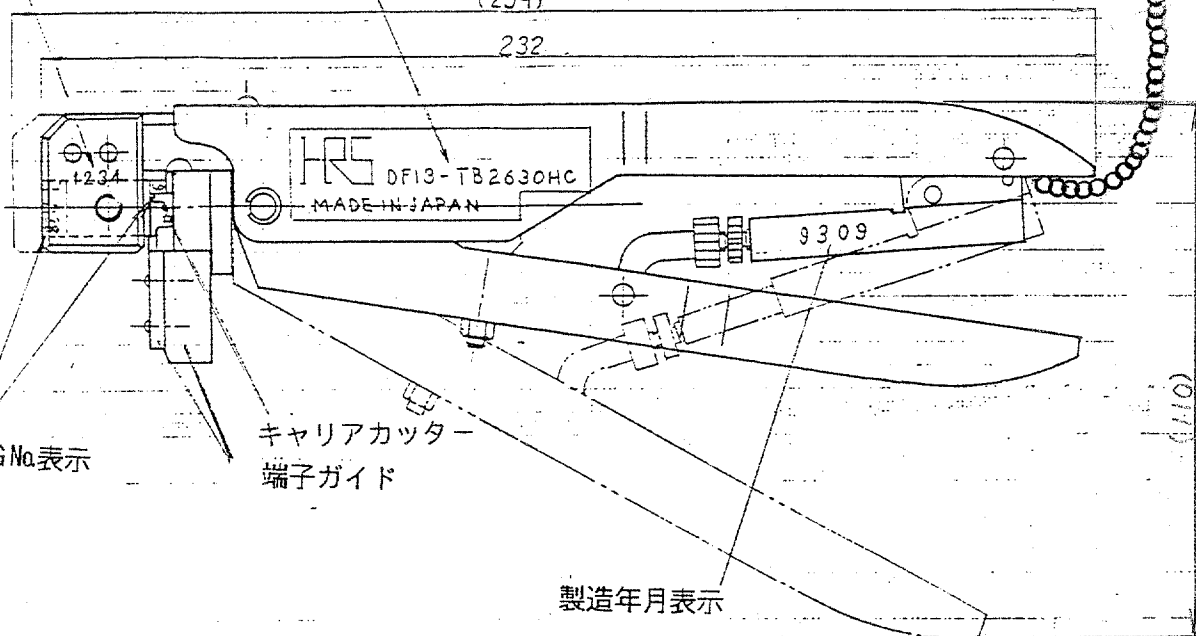 232
1234
HRS DF13-TB2630HC
MADE IN JAPAN
9309
(110)
キャリアカッター
端子ガイド
No.表示
製造年月表示